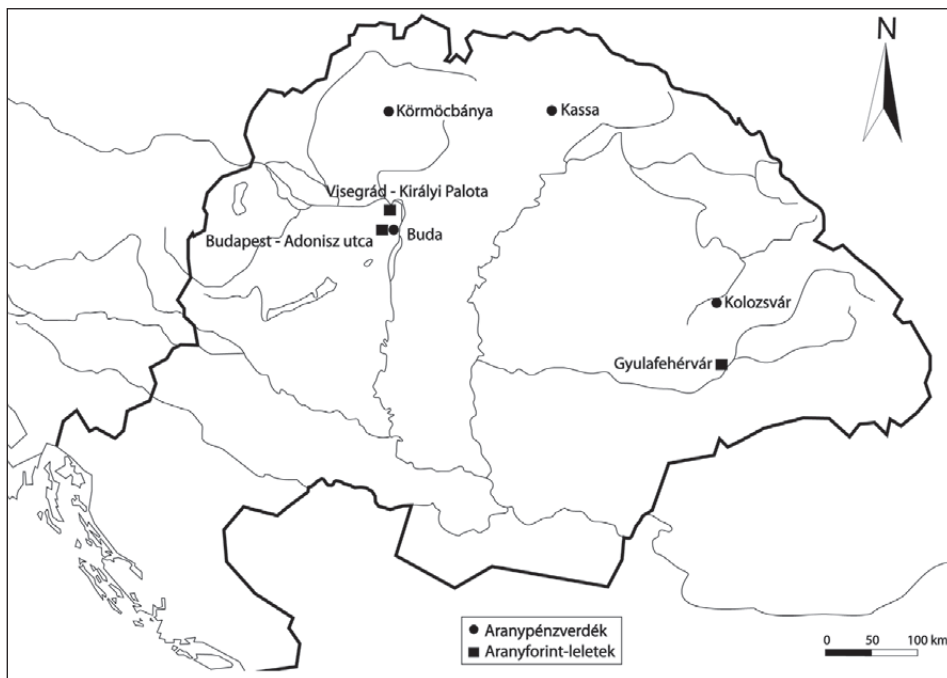 N
Körmöcbánya
Kassa
Visegrád - Királyi Palota
Budapest - Adonisz utca
Buda
Kolozsvár
Gyulafehérvár
Aranypénzverdék
Aranyforint-leletek
0 50 100 km